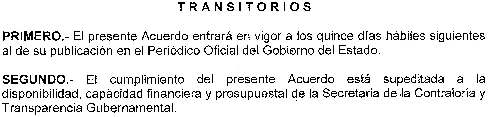 TRANSITORIOS
PRIMERO.- El presente Acuerdo entrará en vigor a los quince días hábiles siguientes
al de su publicación en el Periódico Oficial del Gobierno del Estado.
SEGUNDO.- El cumplimiento del presente Acuerdo está supeditada a la
disponibilidad, capacidad financiera y presupuestal de la Secretaría de la Contraloría y
Transparencia Gubernamental.